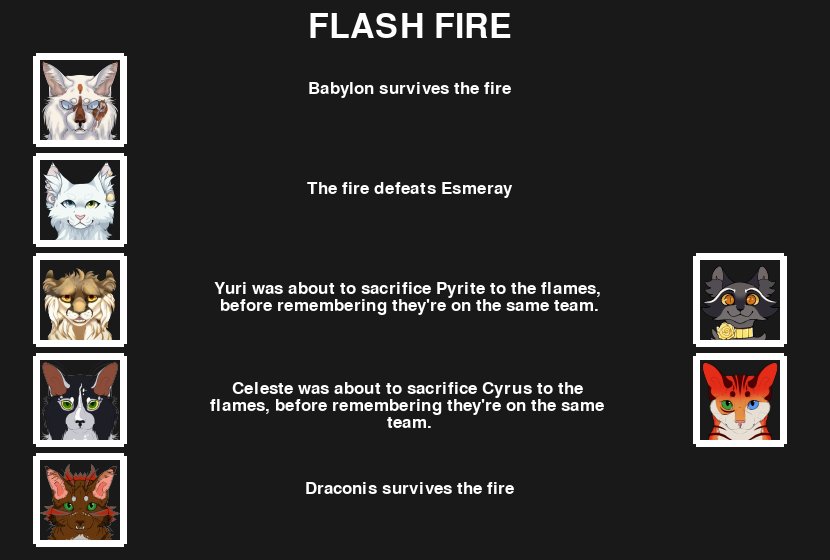 FLASH FIRE
Babylon survives the fire
The fire defeats Esmeray
Yuri was about to sacrifice Pyrite to the flames,
before remembering they're on the same team.
Celeste was about to sacrifice Cyrus to the
flames, before remembering they're on the same
team.
Draconis survives the fire